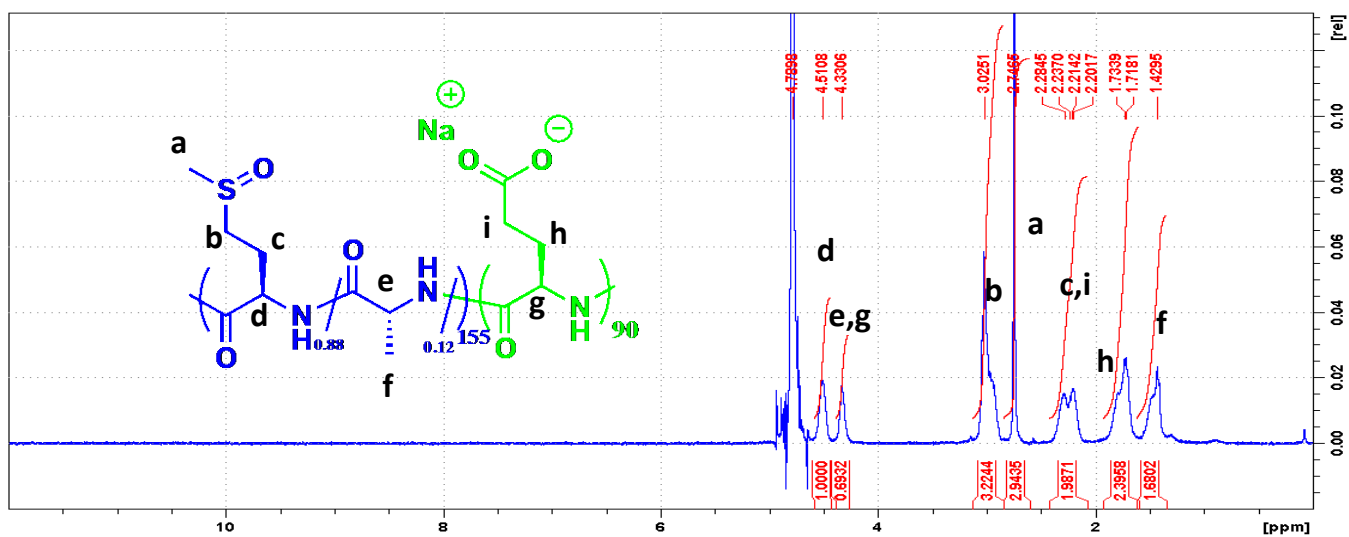 4.7898
4.5108
4.3306
3.0251
2.7465
2.2845
2.2370
2.2142
2.2017
1.7339
1.7181
1.4295
[rel]
0.10
0.08
0.06
0.04
0.02
0.00
a
S
O
b
c
O
H
N
d
O
N
H
0.88
e
f
0.12
155
Na
+
−
O
O
i
h
g
O
N
H
90
d
e,g
b
a
c,i
h
f
1.0000
0.6932
3.2244
2.9435
1.9871
2.3958
1.6802
10
8
6
4
2
[ppm]